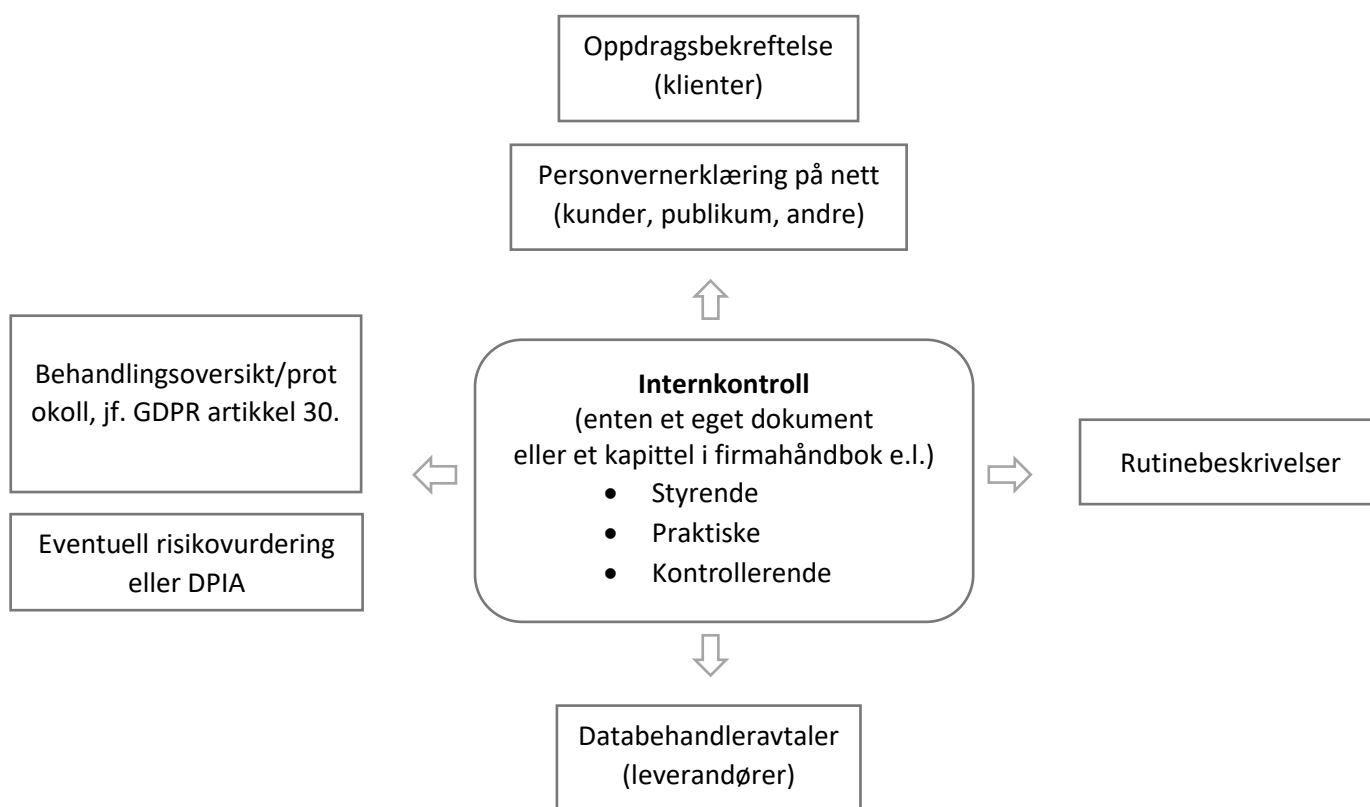 Oppdragsbekreftelse
(klienter)
Personvernerklæring på nett
(kunder, publikum, andre)
Behandlingsoversikt/prot
okoll, jf. GDPR artikkel 30.
Eventuell risikovurdering
eller DPIA
Internkontroll
(enten et eget dokument
eller et kapittel i firmahåndbok e.l.)
• Styrende
• Praktiske
• Kontrollerende
Rutinebeskrivelser
Databehandleravtaler
(leverandører)